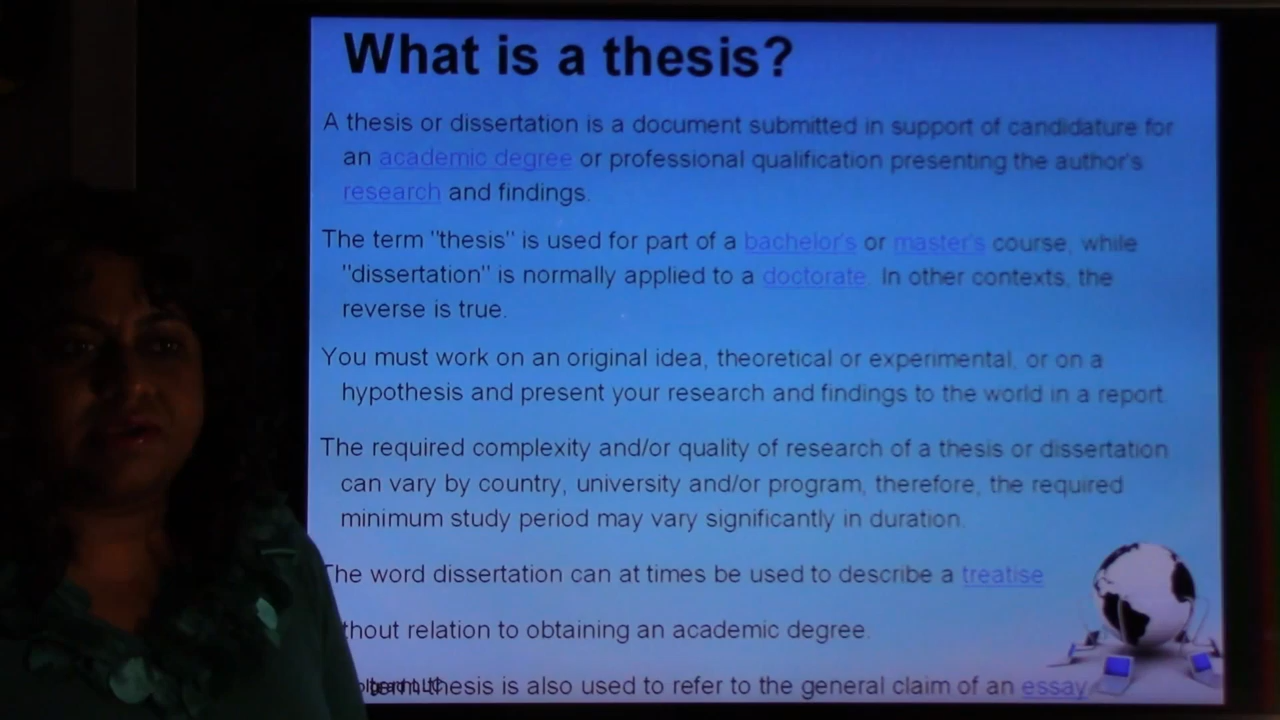 What is a thesis?
A thesis or dissertation is a document submitted in support of candidature for
an academic degree or professional qualification presenting the author's
research and findings.
The term "thesis" is used for part of a bachelor's or master's course, while
"dissertation" is normally applied to a doctorate. In other contexts, the
reverse is true.
You must work on an original idea, theoretical or experimental, or on a
hypothesis and present your research and findings to the world in a report.
The required complexity and/or quality of research of a thesis or dissertation
can vary by country, university and/or program, therefore, the required
minimum study period may vary significantly in duration.
The word dissertation can at times be used to describe a treatise
thout relation to obtaining an academic degree.
thesis is also used to refer to the general claim of an essay
LLC